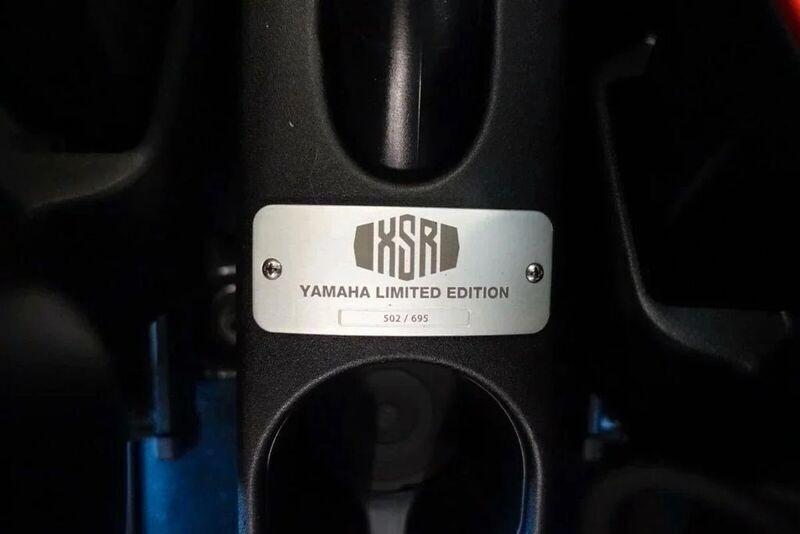 XSR
YAMAHA LIMITED EDITION
502 / 695